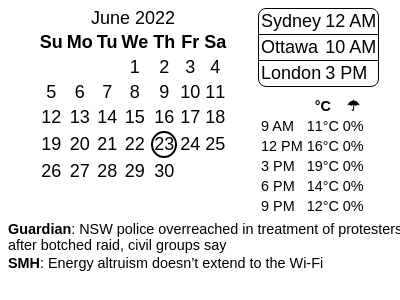 June 2022
Su Mo Tu We Th Fr Sa
1 2 3 4
5 6 7 8 9 10 11
12 13 14 15 16 17 18
19 20 21 22 23 24 25
26 27 28 29 30
Sydney 12 AM
Ottawa 10 AM
London 3 PM
°C ☂
9 AM 11°C 0%
12 PM 16°C 0%
3 PM 19°C 0%
6 PM 14°C 0%
9 PM 12°C 0%
Guardian: NSW police overreached in treatment of protesters
after botched raid, civil groups say
SMH: Energy altruism doesn’t extend to the Wi-Fi